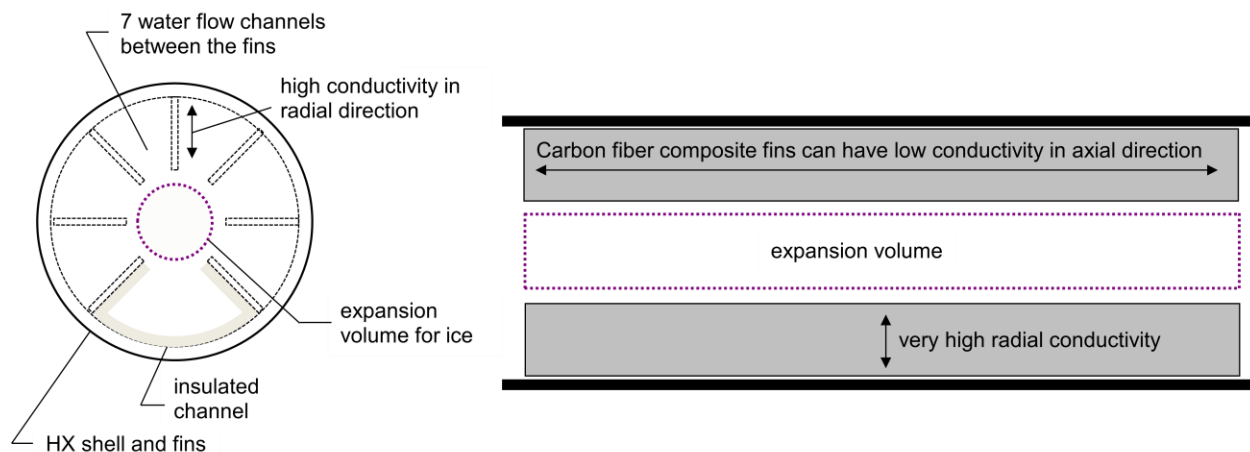 7 water flow channels
between the fins
high conductivity in
radial direction
expansion
volume for ice
insulated
channel
HX shell and fins
Carbon fiber composite fins can have low conductivity in axial direction
expansion volume
very high radial conductivity